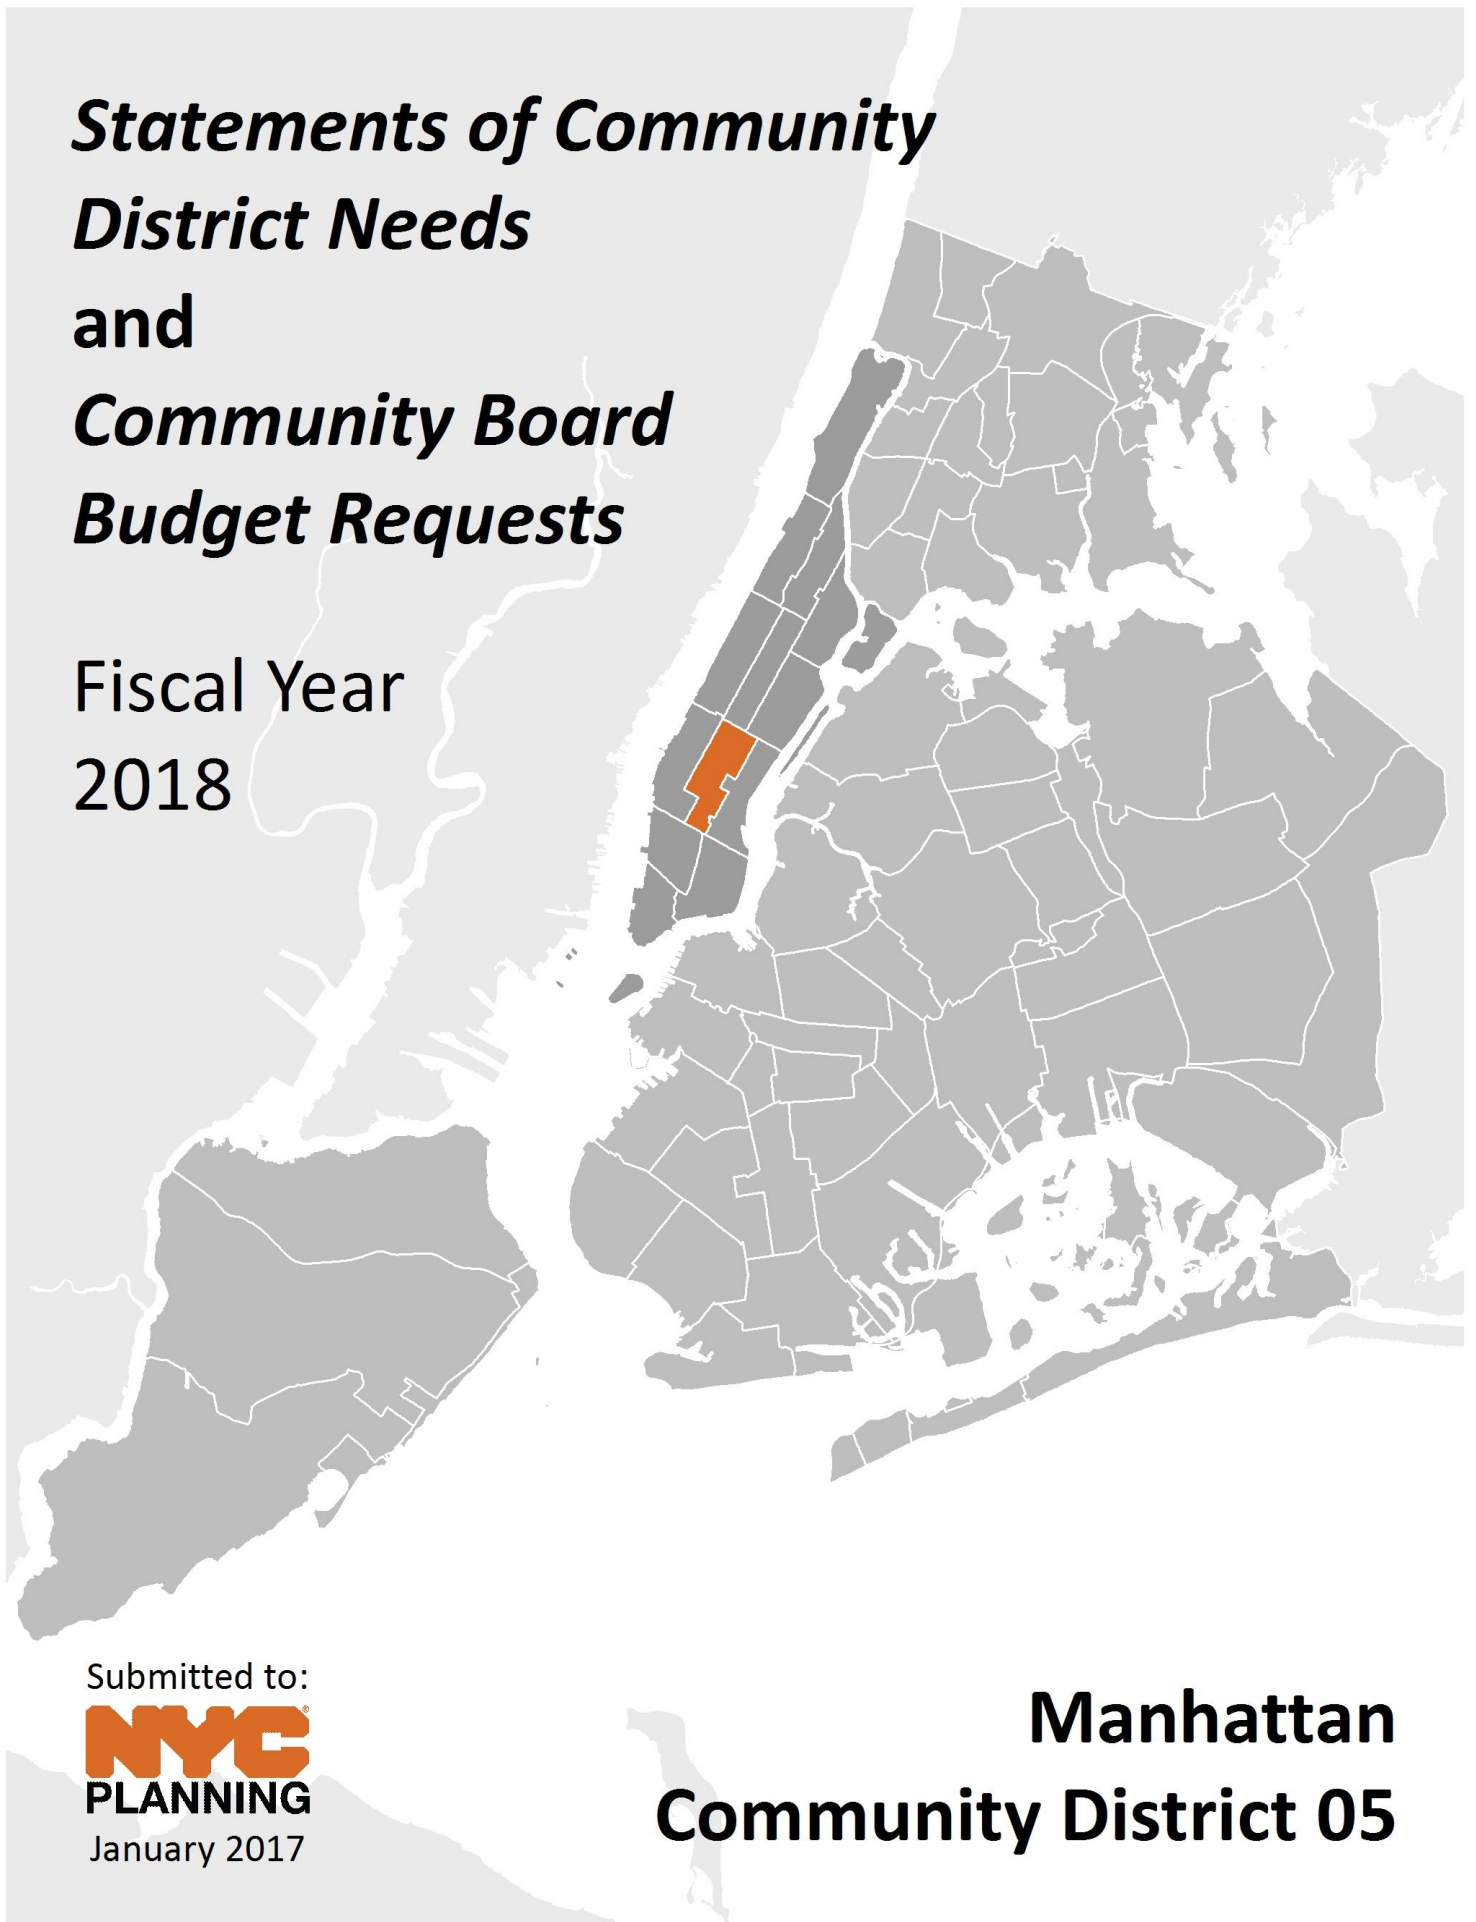 Statements of Community
District Needs
and
Community Board
Budget Requests
Fiscal Year
2018
Submitted to:
NYC®
PLANNING
January 2017
Manhattan
Community District 05